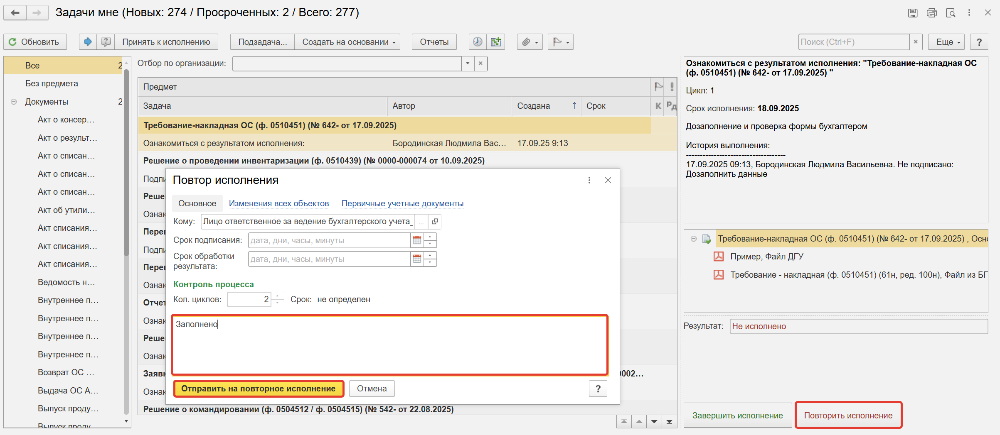 Задачи мне (Новых: 274 / Просроченных: 2 / Всего: 277)
Обновить
Принять к исполнению
Подзадача...
Создать на основании
Отчеты
Поиск (Ctrl+F)
×
Еще
?
Все 2
Без предмета
Документы 2
Акт о консер...
Акт о результ...
Акт о списан...
Акт о списан...
Акт о списан...
Акт об утили...
Акт списания...
Акт списания...
Акт списания...
Ведомость н...
Внутреннее п...
Внутреннее п...
Внутреннее п...
Внутреннее п...
Возврат ОС ...
Выдача ОС А...
Выпуск проду...
Выпуск проду
Отбор по организации:
×
Предмет
Задача Автор Создана ↑ Срок К Рд
Требование-накладная ОС (ф. 0510451) (№ 642- от 17.09.2025)
Ознакомиться с результатом исполнения: Бородинская Людмила Вас... 17.09.25 9:13
Решение о проведении инвентаризации (ф. 0510439) (№ 0000-000074 от 10.09.2025)
Подпи
Реше
Ознак
Перев
Подпи
Перев
Ознак
Отчет
Ознак
Реше
Ознак
Заявк
0002...
Ознак
Решение о командировании (ф. 0504512 / ф. 0504515) (№ 542- от 22.08.2025)
Повтор исполнения
Основное Изменения всех объектов Первичные учетные документы
Кому: Лицо ответственное за ведение бухгалтерского учета_ ...
Срок подписания: дата, дни, часы, минуты
Срок обработки
результата: дата, дни, часы, минуты
Контроль процесса
Кол. циклов: 2 Срок: не определен
Заполнено
Отправить на повторное исполнение
Отмена
?
Ознакомиться с результатом исполнения: "Требование-накладная ОС
(ф. 0510451) (№ 642- от 17.09.2025) "
Цикл: 1
Срок исполнения: 18.09.2025
Дозаполнение и проверка формы бухгалтером
История выполнения:
------------------------------------
17.09.2025 09:13, Бородинская Людмила Васильевна. Не подписано:
Дозаполнить данные
Требование-накладная ОС (ф. 0510451) (№ 642- от 17.09.2025) , Осно
Пример, Файл ДГУ
Требование - накладная (ф. 0510451) (61н, ред. 100н), Файл из БГ
Результат: Не исполнено
Завершить исполнение
Повторить исполнение